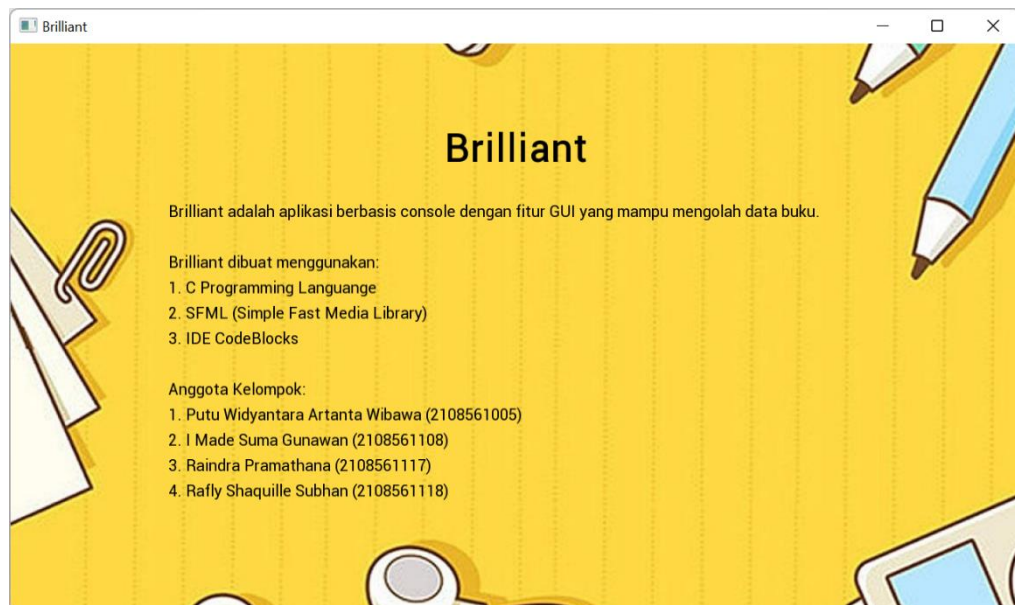 Brilliant
Brilliant
Brilliant adalah aplikasi berbasis console dengan fitur GUI yang mampu mengolah data buku.
Brilliant dibuat menggunakan:
1. C Programming Languange
2. SFML (Simple Fast Media Library)
3. IDE CodeBlocks
Anggota Kelompok:
1. Putu Widyantara Artanta Wibawa (2108561005)
2. I Made Suma Gunawan (2108561108)
3. Raindra Pramathana (2108561117)
4. Rafly Shaquille Subhan (2108561118)